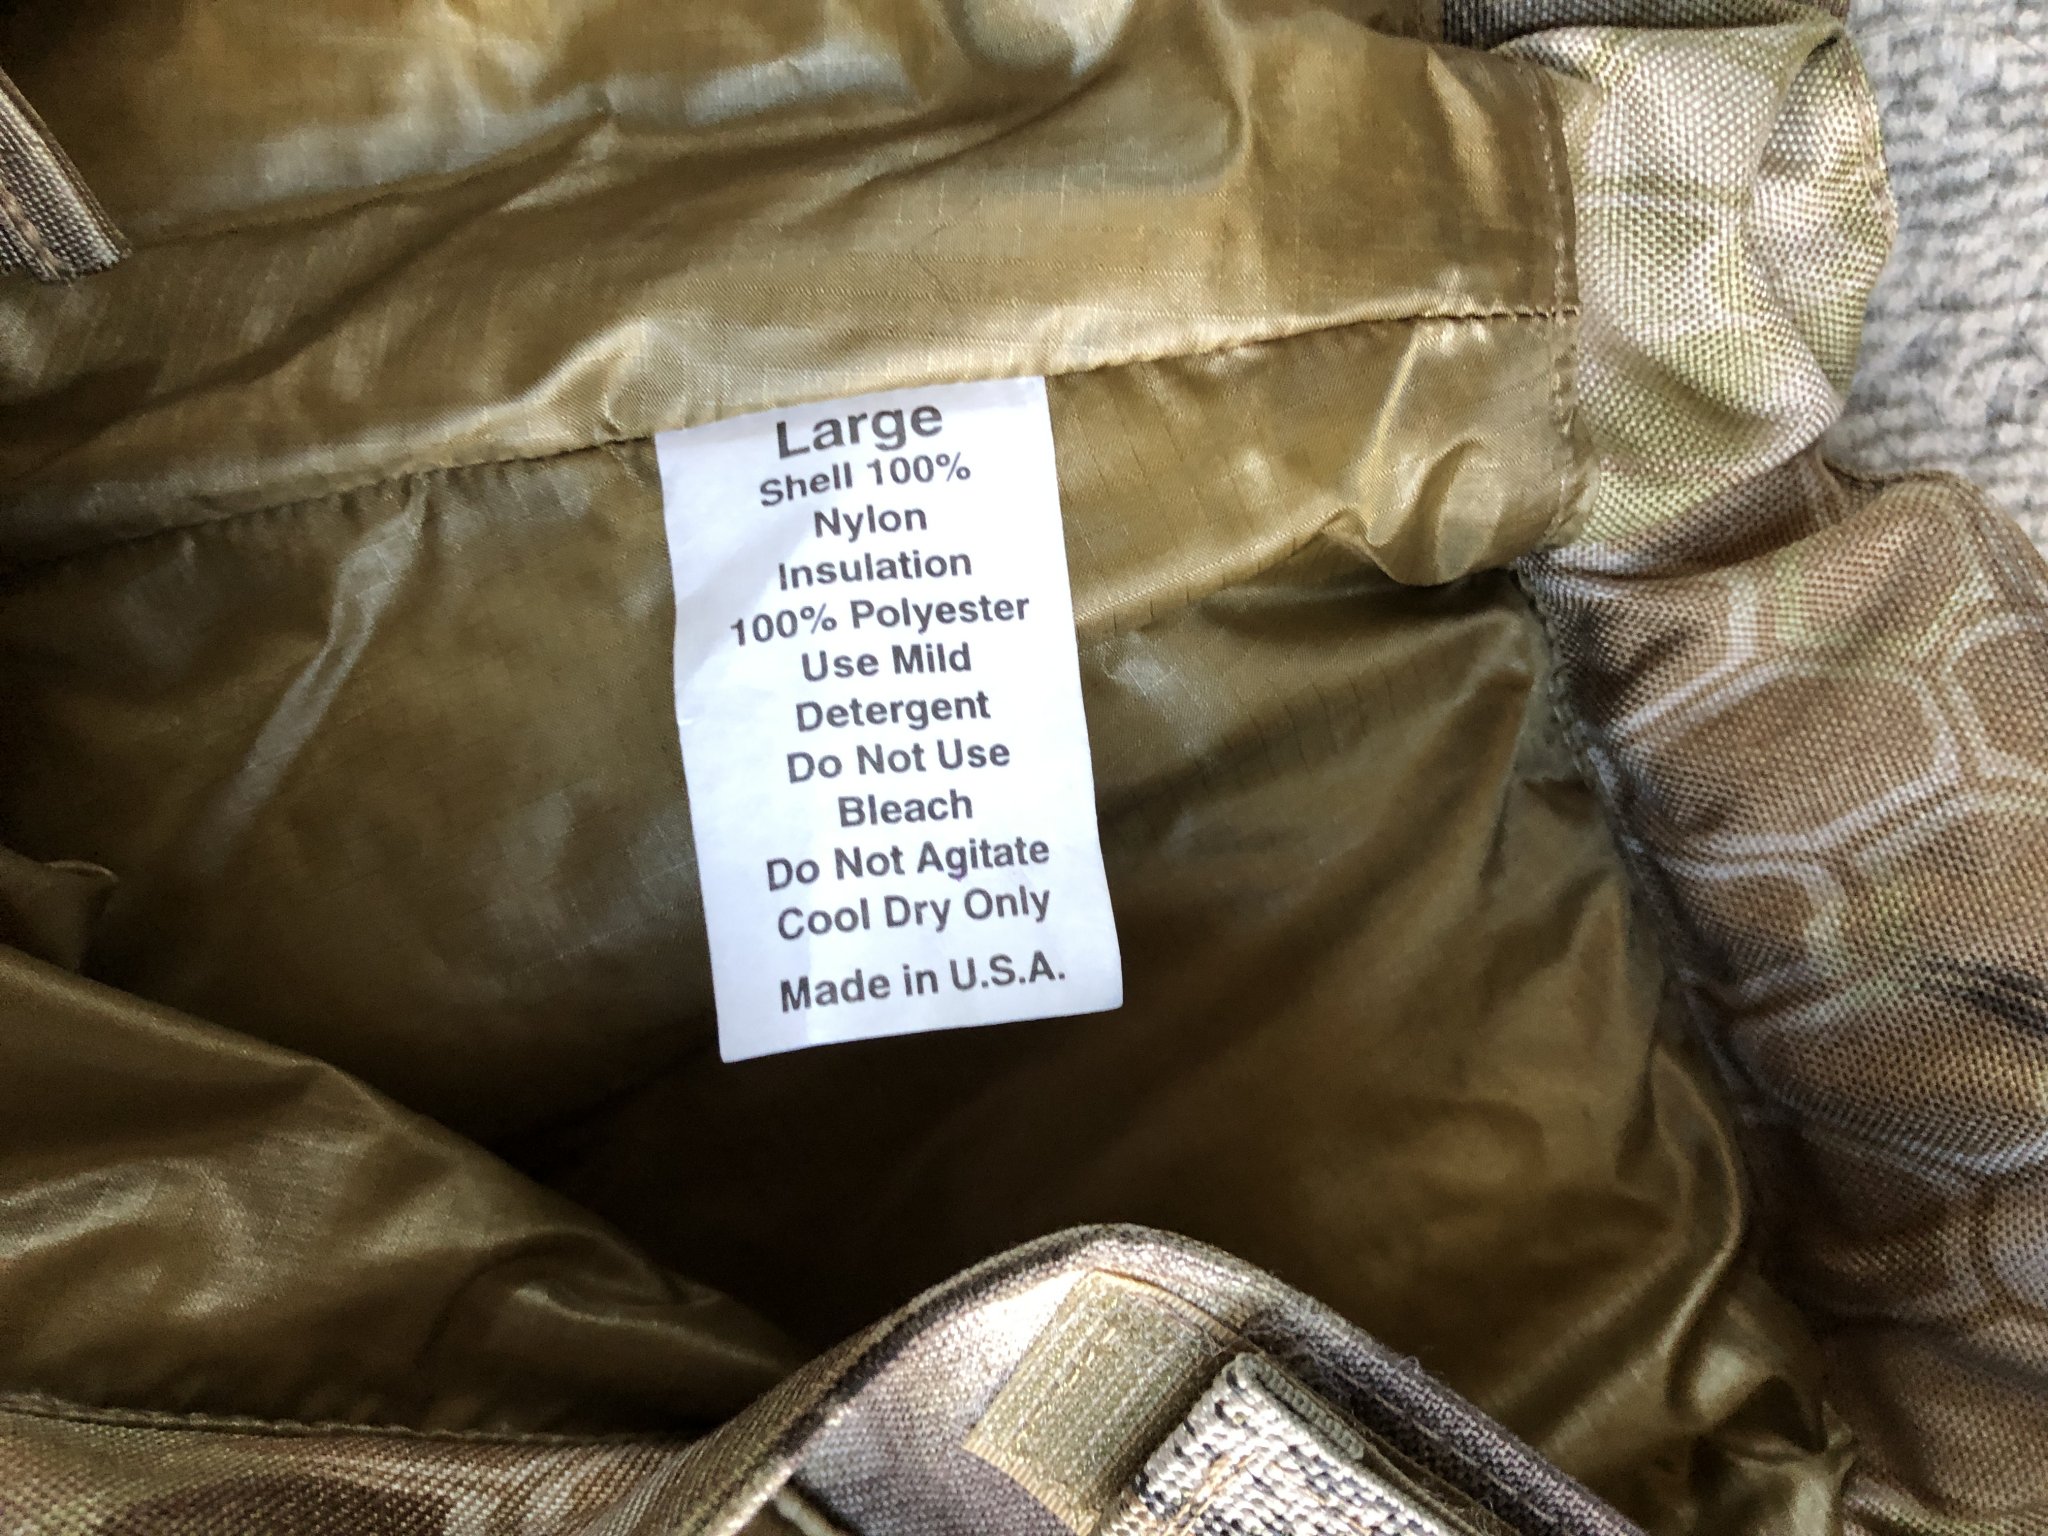 Large
Shell 100%
Nylon
Insulation
100% Polyester
Use Mild
Detergent
Do Not Use
Bleach
Do Not Agitate
Cool Dry Only
Made in U.S.A.